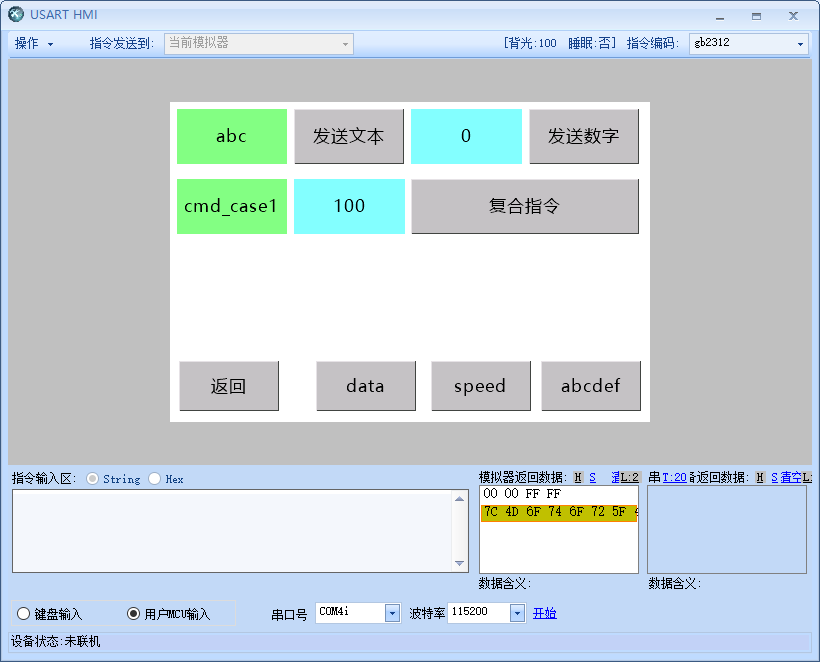 USART HMI
操作 指令发送到: 当前模拟器 [背光:100 睡眠:否] 指令编码: gb2312
abc 发送文本 0 发送数字
cmd_case1 100 复合指令
返回 data speed abcdef
指令输入区: String Hex
模拟器返回数据: H S L:2
串 T:20 返回数据: H S 清空 L:
00 00 FF FF
7C 4D 6F 74 6F 72 5F
数据含义: 数据含义:
键盘输入 用户MCU输入 串口号 COM4i 波特率 115200 开始
设备状态:未联机